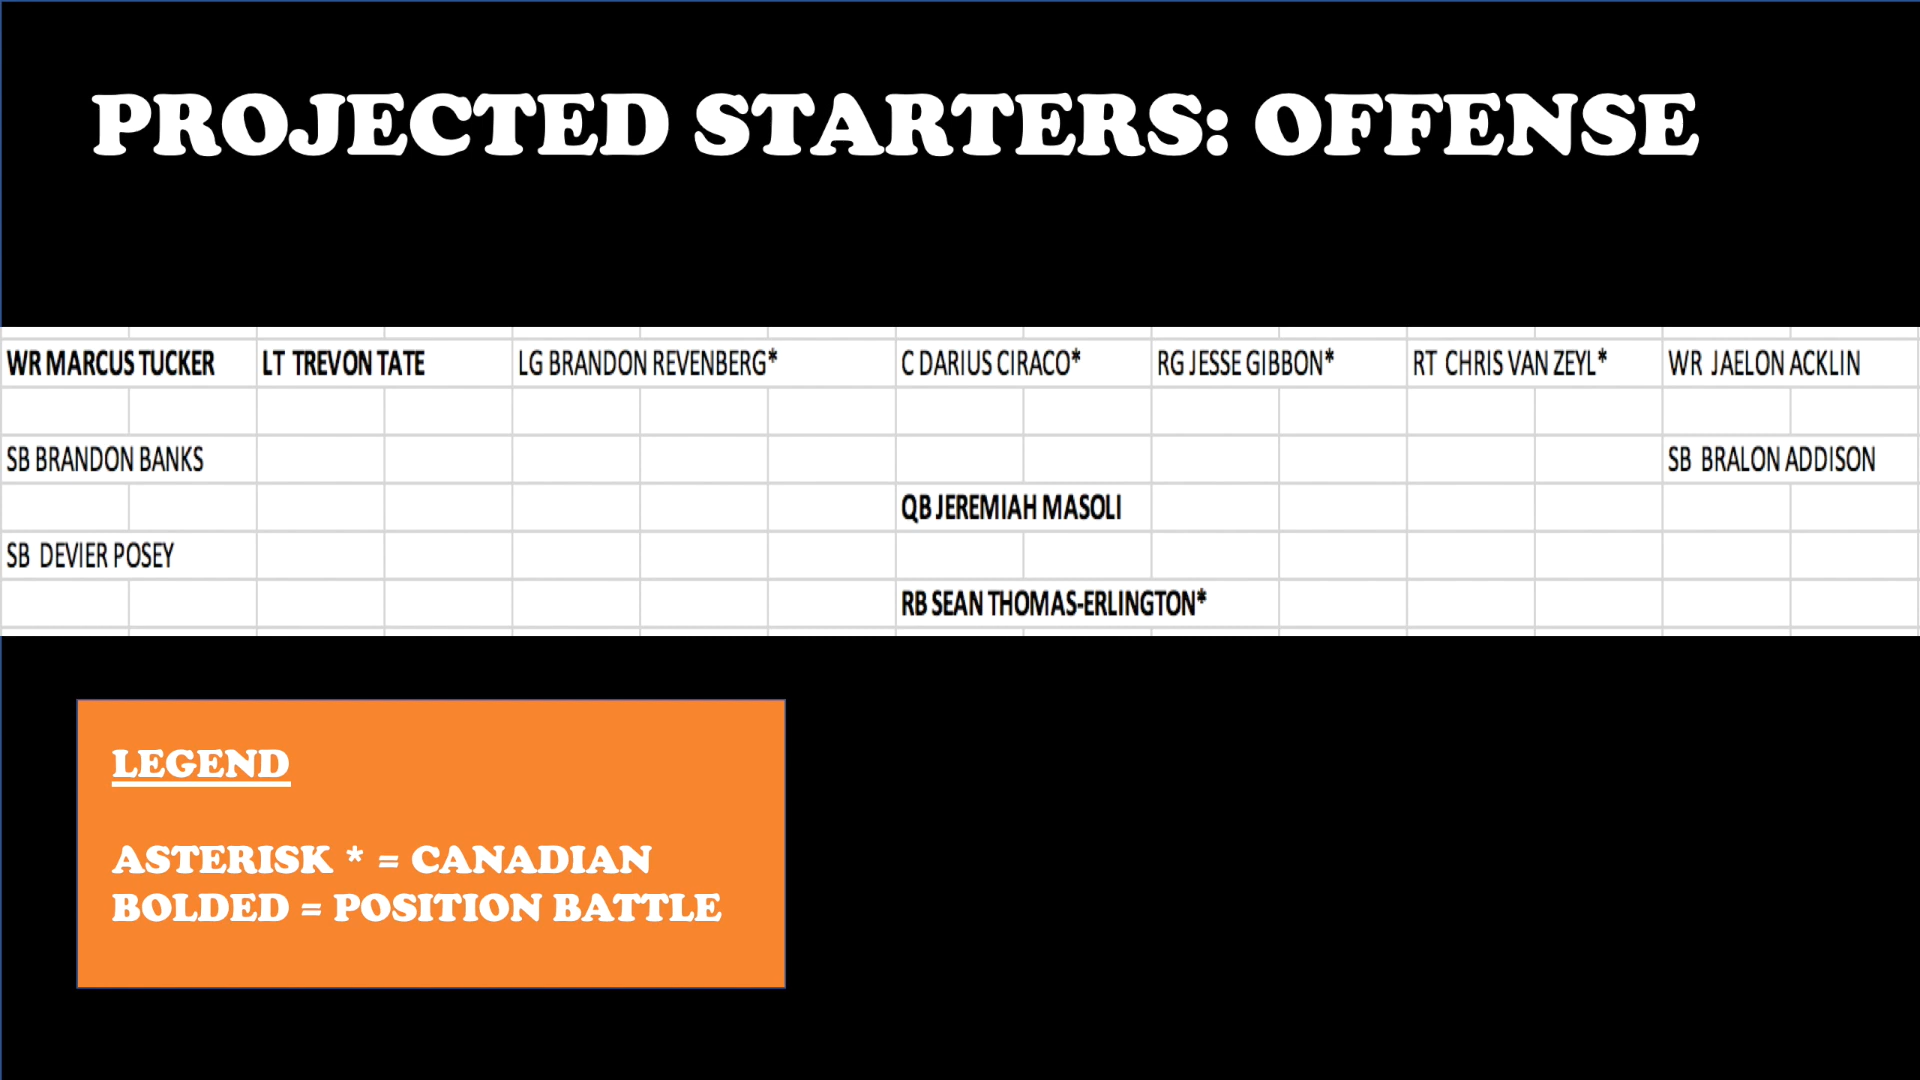 PROJECTED STARTERS: OFFENSE
WR MARCUS TUCKER LT TREVON TATE LG BRANDON REVENBERG* C DARIUS CIRACO* RG JESSE GIBBON* RT CHRIS VAN ZEYL* WR JAELON ACKLIN
SB BRANDON BANKS SB BRALON ADDISON
QB JEREMIAH MASOLI
SB DEVIER POSEY
RB SEAN THOMAS-ERLINGTON*
LEGEND
ASTERISK * = CANADIAN
BOLDED = POSITION BATTLE